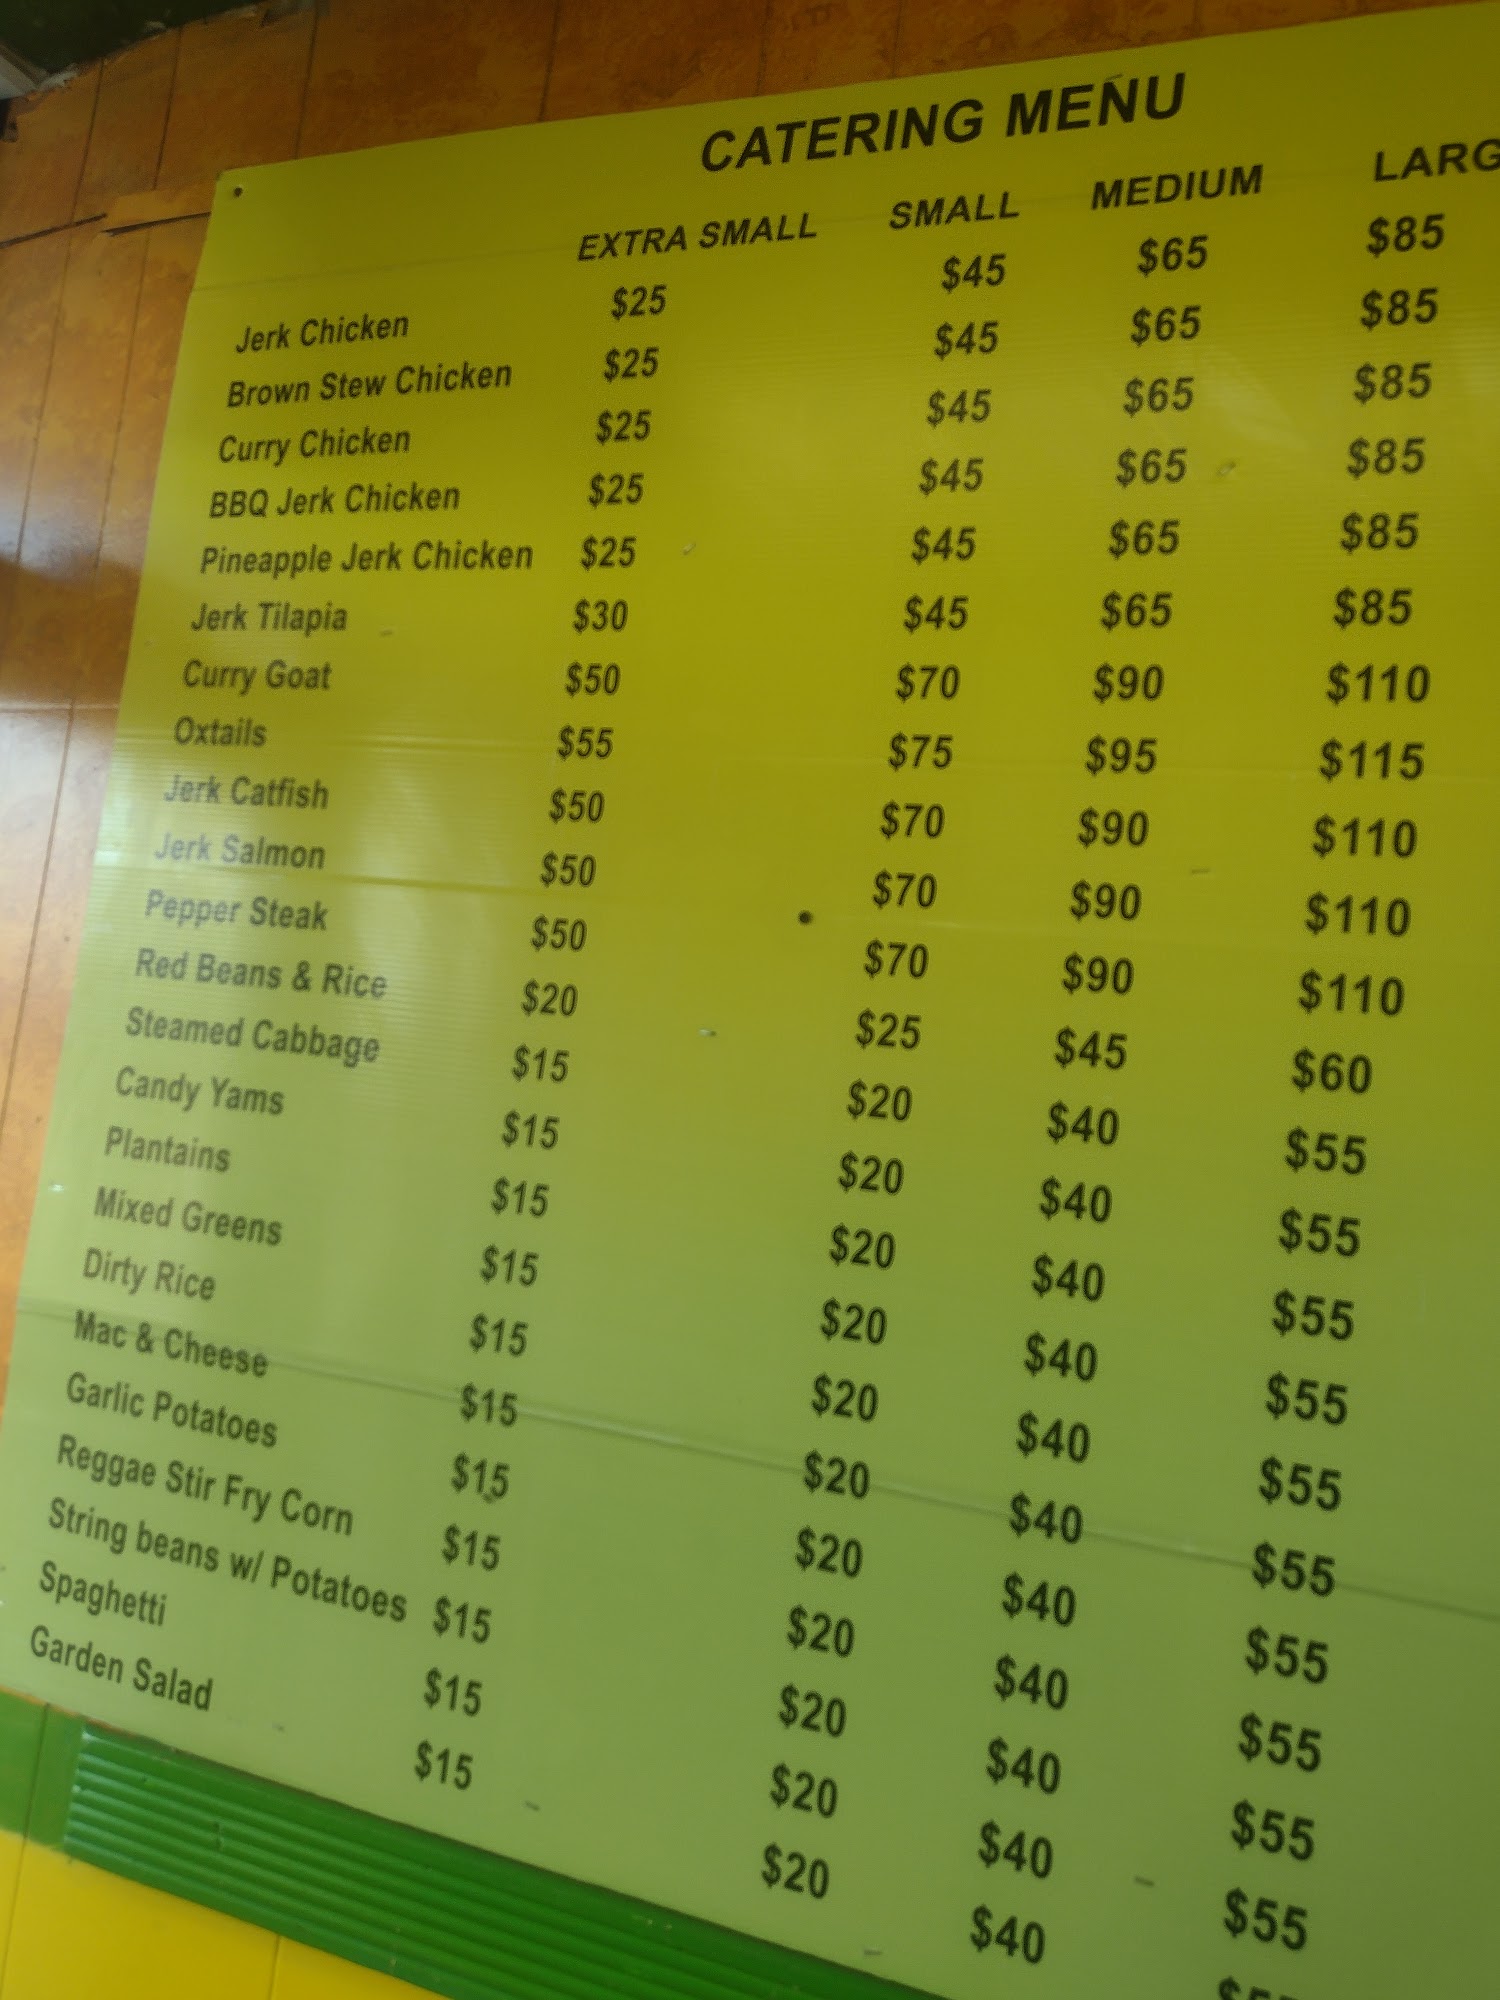 CATERING MENU
EXTRA SMALL SMALL MEDIUM LARG
Jerk Chicken $25 $45 $65 $85
Brown Stew Chicken $25 $45 $65 $85
Curry Chicken $25 $45 $65 $85
BBQ Jerk Chicken $25 $45 $65 $85
Pineapple Jerk Chicken $25 $45 $65 $85
Jerk Tilapia $30 $45 $65 $85
Curry Goat $50 $70 $90 $110
Oxtails $55 $75 $95 $115
Jerk Catfish $50 $70 $90 $110
Jerk Salmon $50 $70 $90 $110
Pepper Steak $50 $70 $90 $110
Red Beans & Rice $20 $25 $45 $60
Steamed Cabbage $15 $20 $40 $55
Candy Yams $15 $20 $40 $55
Plantains $15 $20 $40 $55
Mixed Greens $15 $20 $40 $55
Dirty Rice $15 $20 $40 $55
Mac & Cheese $15 $20 $40 $55
Garlic Potatoes $15 $20 $40 $55
Reggae Stir Fry Corn $15 $20 $40 $55
String beans w/ Potatoes $15 $20 $40 $55
Spaghetti $15 $20 $40 $55
Garden Salad $15 $20 $40